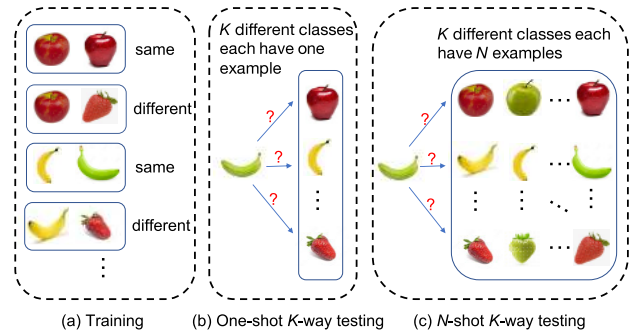 same
different
same
different
(a) Training
K different classes
each have one
example
?
?
?
(b) One-shot K-way testing
K different classes each
have N examples
?
?
?
(c) N-shot K-way testing